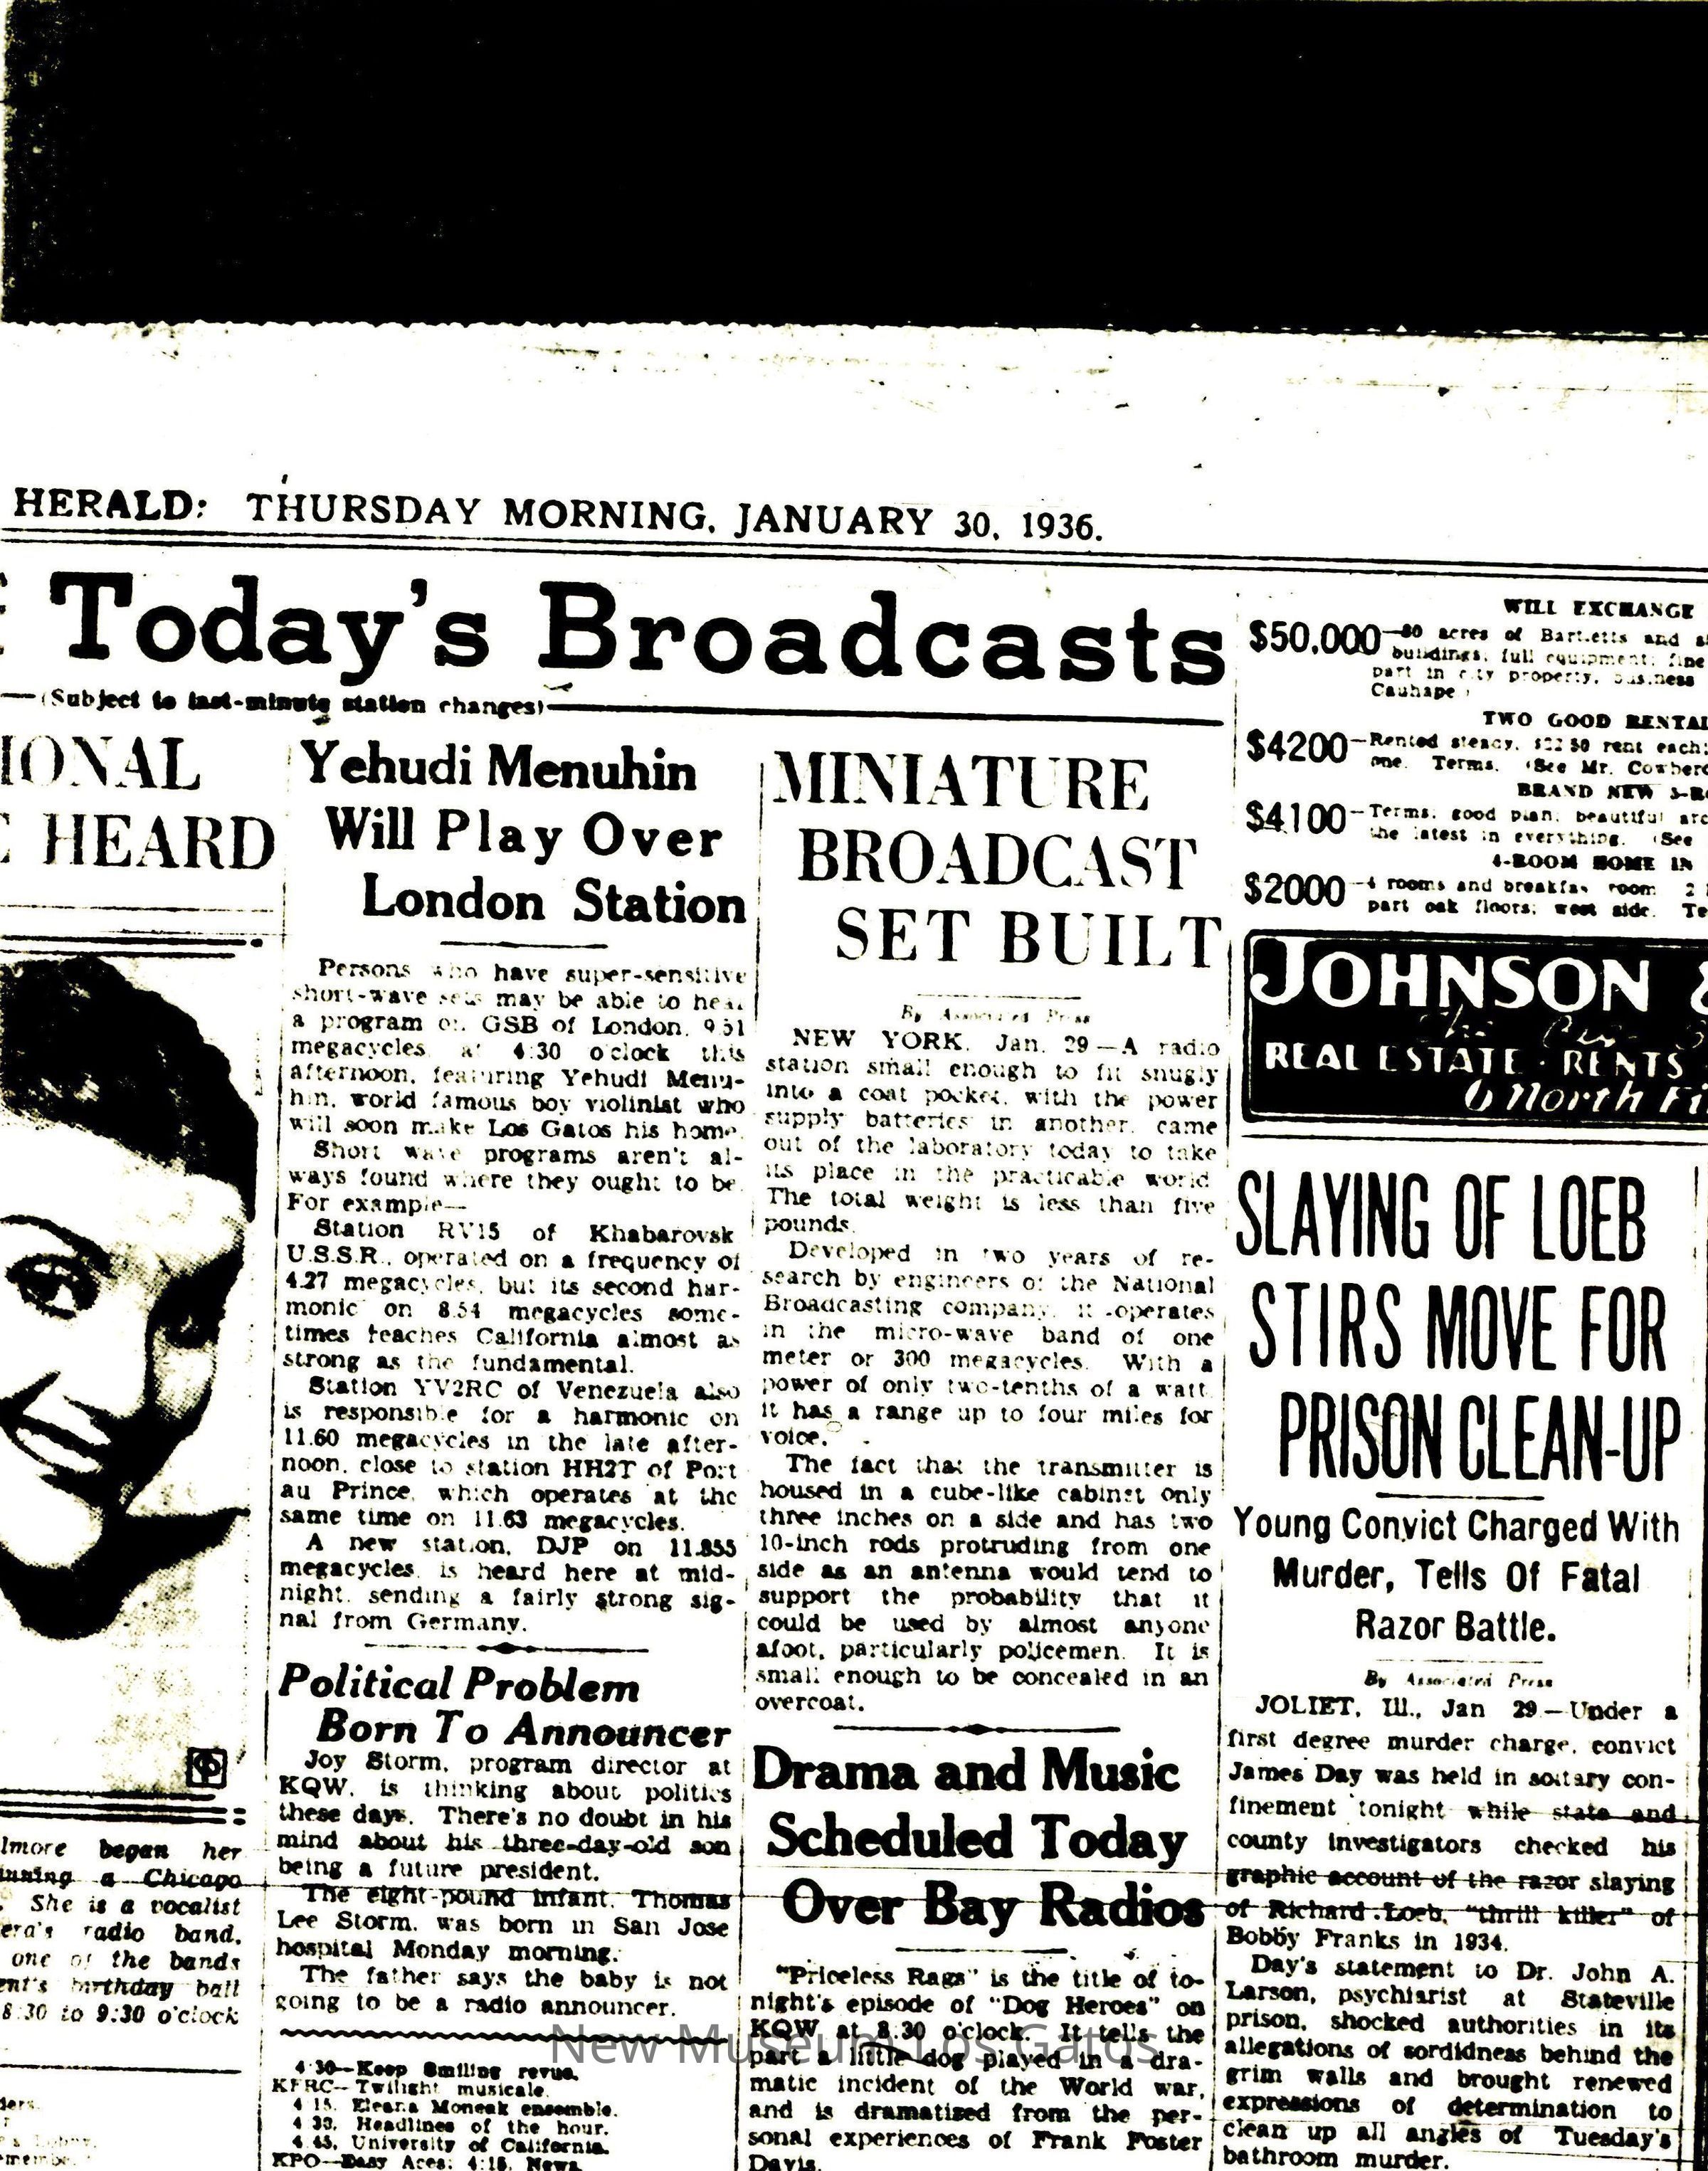 HERALD: THURSDAY MORNING, JANUARY 30, 1936.
Today's Broadcasts
(Subject to last-minute station changes)
IONAL
HEARD
lmore began her
a Chicago
She is a vocalist
radio band,
one of the bands
ent's birthday ball
8:30 to 9:30 o'clock
Yehudi Menuhin
Will Play Over
London Station
Persons who have super-sensitive
short-wave sets may be able to hear
a program on GSB of London, 9.51
megacycles, at 4:30 o'clock this
afternoon, featuring Yehudi Menu-
hin, world famous boy violinist who
will soon make Los Gatos his home.
Short wave programs aren't al-
ways found where they ought to be.
For example—
Station RV15 of Khabarovsk
U.S.S.R., operated on a frequency of
4.27 megacycles, but its second har-
monic on 8.54 megacycles some-
times reaches California almost as
strong as the fundamental.
Station YV2RC of Venezuela also
is responsible for a harmonic on
11.60 megacycles in the late after-
noon, close to station HH2T of Port
au Prince, which operates at the
same time on 11.63 megacycles.
A new station, DJP on 11.855
megacycles, is heard here at mid-
night, sending a fairly strong sig-
nal from Germany.
Political Problem
Born To Announcer
Joy Storm, program director at
KQW, is thinking about politics
these days. There's no doubt in his
mind about his three-day-old son
being a future president.
The eight-pound infant, Thomas
Lee Storm, was born in San Jose
hospital Monday morning.
The father says the baby is not
going to be a radio announcer.
4:30—Keep Smiling revue.
KFRC—Twilight musicale.
4 15, Eleana Moneak ensemble.
4 30, Headlines of the hour.
4.45, University of California.
KPO—Easy Aces; 4:15, News
MINIATURE
BROADCAST
SET BUILT
By Associated Press
NEW YORK, Jan. 29—A radio
station small enough to fit snugly
into a coat pocket, with the power
supply batteries in another, came
out of the laboratory today to take
its place in the practicable world.
The total weight is less than five
pounds.
Developed in two years of re-
search by engineers of the National
Broadcasting company, it operates
in the micro-wave band of one
meter or 300 megacycles. With a
power of only two-tenths of a watt
it has a range up to four miles for
voice.
The fact that the transmitter is
housed in a cube-like cabinet only
three inches on a side and has two
10-inch rods protruding from one
side as an antenna would tend to
support the probability that it
could be used by almost anyone
afoot, particularly policemen. It is
small enough to be concealed in an
overcoat.
Drama and Music
Scheduled Today
Over Bay Radios
"Priceless Rags" is the title of to-
night's episode of "Dog Heroes" on
KQW at 8:30 o'clock. It tells the
part a little dog played in a dra-
matic incident of the World war,
and is dramatized from the per-
sonal experiences of Frank Foster
Davis.
WILL EXCHANGE
$50,000—80 acres of Bartletts and
buildings, full equipment; fine
part in city property, business
Cauhape
TWO GOOD RENTAL
$4200—Rented steady, $22.50 rent each;
one. Terms. (See Mr. Cowherd
BRAND NEW
$4100—Terms; good plan; beautiful
the latest in everything. (See
4-ROOM HOME IN
$2000—4 rooms and breakfast room
part oak floors; west side. Te
JOHNSON &
REAL ESTATE · RENTS
6 North Fi
SLAYING OF LOEB
STIRS MOVE FOR
PRISON CLEAN-UP
Young Convict Charged With
Murder, Tells Of Fatal
Razor Battle.
By Associated Press
JOLIET, Ill., Jan 29—Under a
first degree murder charge, convict
James Day was held in solitary con-
finement tonight while state and
county investigators checked his
graphic account of the razor slaying
of Richard Loeb, "thrill killer" of
Bobby Franks in 1934.
Day's statement to Dr. John A.
Larson, psychiarist at Stateville
prison, shocked authorities in its
allegations of sordidness behind the
grim walls and brought renewed
expressions of determination to
clean up all angles of Tuesday's
bathroom murder.
New Museum Los Gatos